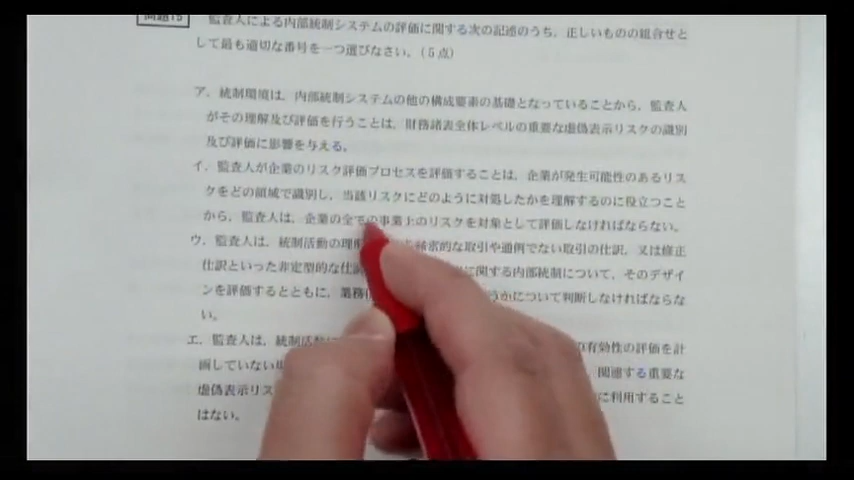 問題15 監査人による内部統制システムの評価に関する次の記述のうち、正しいものの組合せと
して最も適切な番号を一つ選びなさい。(5点)
ア. 統制環境は、内部統制システムの他の構成要素の基礎となっていることから、監査人
がその理解及び評価を行うことは、財務諸表全体レベルの重要な虚偽表示リスクの識別
及び評価に影響を与える。
イ. 監査人が企業のリスク評価プロセスを評価することは、企業が発生可能性のあるリス
クをどの領域で識別し、当該リスクにどのように対処したかを理解するのに役立つこと
から、監査人は、企業の全ての事業上のリスクを対象として評価しなければならない。
ウ. 監査人は、統制活動の理 的な取引や通例でない取引の仕訳、又は修正
仕訳といった非定型的な仕訳 に関する内部統制について、そのデザイ
ンを評価するとともに、業務 うかについて判断しなければならな
い。
エ. 監査人は、統制活動 有効性の評価を計
画していない 関連する重要な
虚偽表示リス に利用すること
はない。